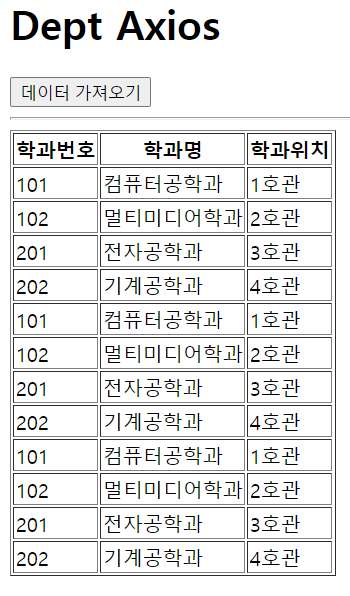 Dept Axios
데이터 가져오기
학과번호 학과명 학과위치
101 컴퓨터공학과 1호관
102 멀티미디어학과 2호관
201 전자공학과 3호관
202 기계공학과 4호관
101 컴퓨터공학과 1호관
102 멀티미디어학과 2호관
201 전자공학과 3호관
202 기계공학과 4호관
101 컴퓨터공학과 1호관
102 멀티미디어학과 2호관
201 전자공학과 3호관
202 기계공학과 4호관